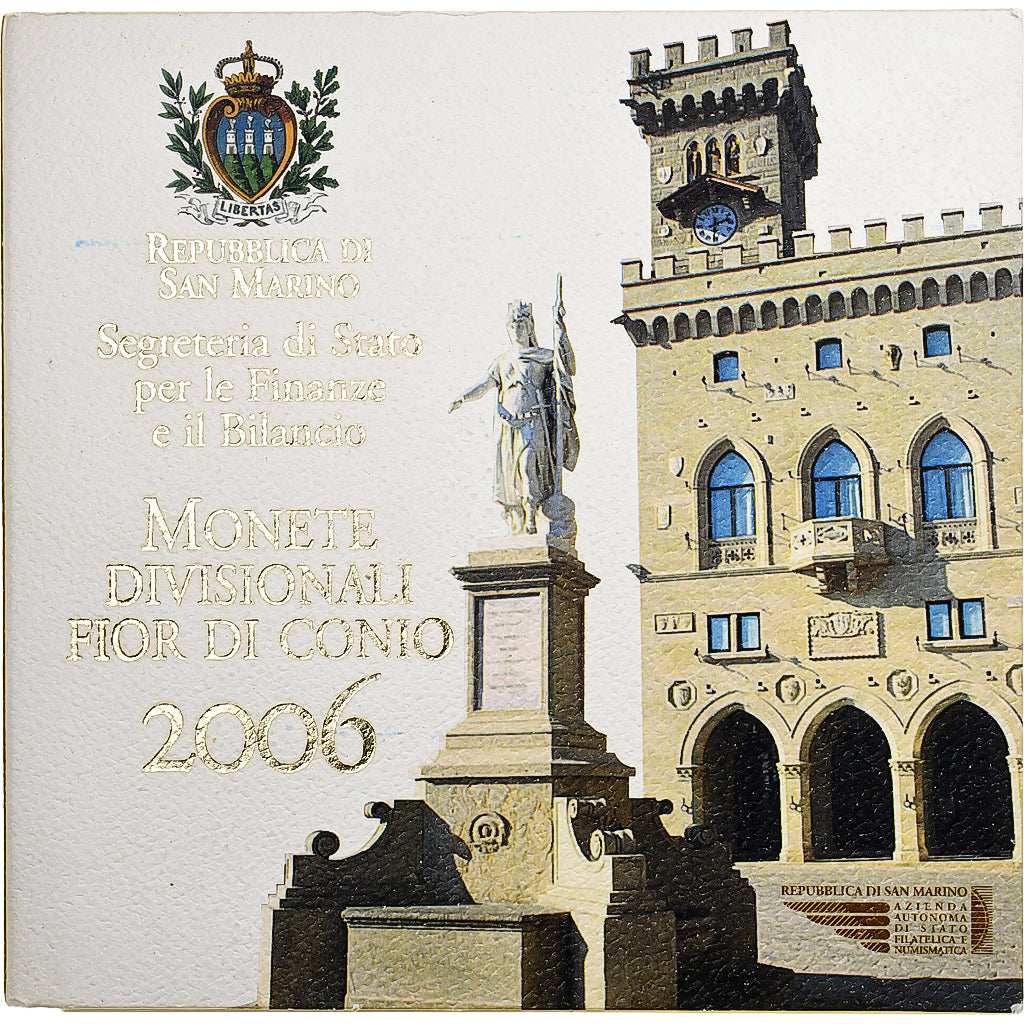 LIBERTAS
REPUBBLICA DI
SAN MARINO
Segreteria di Stato
per le Finanze
e il Bilancio
MONETE
DIVISIONALI
FIOR DI CONIO
2006
REPUBBLICA DI SAN MARINO
AZIENDA
AUTONOMA
DI STATO
FILATELICA E
NUMISMATICA